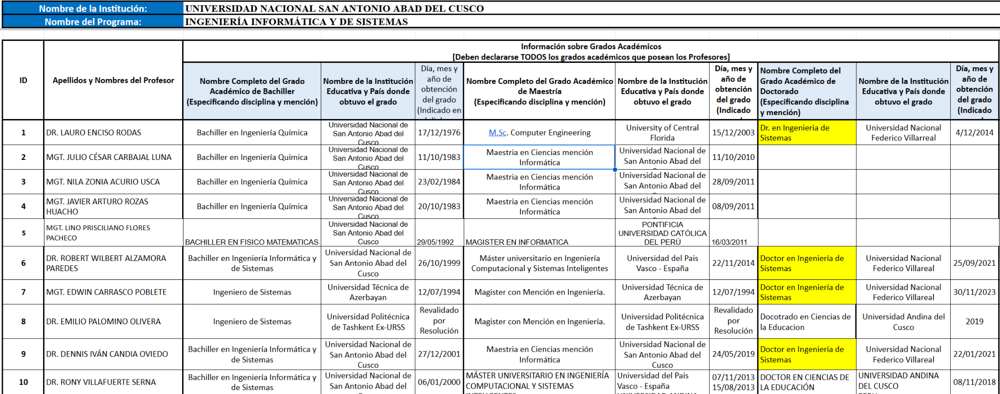 Nombre de la Institución: UNIVERSIDAD NACIONAL SAN ANTONIO ABAD DEL CUSCO
Nombre del Programa: INGENIERÍA INFORMÁTICA Y DE SISTEMAS
Información sobre Grados Académicos
[Deben declararse TODOS los grados académicos que posean los Profesores]
ID
Apellidos y Nombres del Profesor
Nombre Completo del Grado
Académico de Bachiller
(Especificando disciplina y mención)
Nombre de la Institución
Educativa y País donde
obtuvo el grado
Día, mes y
año de
obtención
del grado
(Indicado en
Nombre Completo del Grado Académico
de Maestría
(Especificando disciplina y mención)
Nombre de la Institución
Educativa y País donde
obtuvo el grado
Día, mes y
año de
obtención
del grado
(Indicado
Nombre Completo del
Grado Académico de
Doctorado
(Especificando disciplina
y mención)
Nombre de la Institución
Educativa y País donde
obtuvo el grado
Día, mes y
año de
obtención
del grado
(Indicado
1
DR. LAURO ENCISO RODAS
Bachiller en Ingeniería Química
Universidad Nacional de
San Antonio Abad del
Cusco
17/12/1976
M.Sc. Computer Engineering
University of Central
Florida
15/12/2003
Dr. en Ingenieria de
Sistemas
Universidad Nacional
Federico Villarreal
4/12/2014
2
MGT. JULIO CÉSAR CARBAJAL LUNA
Bachiller en Ingeniería Química
Universidad Nacional de
San Antonio Abad del
Cusco
11/10/1983
Maestria en Ciencias mención
Informática
Universidad Nacional de
San Antonio Abad del
11/10/2010
3
MGT. NILA ZONIA ACURIO USCA
Bachiller en Ingeniería Química
Universidad Nacional de
San Antonio Abad del
Cusco
23/02/1984
Maestria en Ciencias mención
Informática
Universidad Nacional de
San Antonio Abad del
28/09/2011
4
MGT. JAVIER ARTURO ROZAS
HUACHO
Bachiller en Ingeniería Química
Universidad Nacional de
San Antonio Abad del
Cusco
20/10/1983
Maestria en Ciencias mención
Informática
Universidad Nacional de
San Antonio Abad del
08/09/2011
5
MGT. LINO PRISCILIANO FLORES
PACHECO
BACHILLER EN FISICO MATEMATICAS
Universidad Nacional de
San Antonio Abad del
Cusco
29/05/1992
MAGISTER EN INFORMATICA
PONTIFICIA
UNIVERSIDAD CATÓLICA
DEL PERÚ
16/03/2011
6
DR. ROBERT WILBERT ALZAMORA
PAREDES
Bachiller en Ingeniería Informática y
de Sistemas
Universidad Nacional de
San Antonio Abad del
Cusco
26/10/1999
Máster universitario en Ingeniería
Computacional y Sistemas Inteligentes
Universidad del Pais
Vasco - España
22/11/2014
Doctor en Ingeniería de
Sistemas
Universidad Nacional
Federico Villareal
25/09/2021
7
MGT. EDWIN CARRASCO POBLETE
Ingeniero de Sistemas
Universidad Técnica de
Azerbayan
12/07/1994
Magister con Mención en Ingeniería.
Universidad Técnica de
Azerbayan
12/07/1994
Doctor en Ingeniería de
Sistemas
Universidad Nacional
Federico Villareal
30/11/2023
8
DR. EMILIO PALOMINO OLIVERA
Ingeniero de Sistemas
Universidad Politécnica
de Tashkent Ex-URSS
Revalidado
por
Resolución
Magister con Mención en Ingeniería.
Universidad Politécnica
de Tashkent Ex-URSS
Revalidado
por
Resolución
Docotrado en Ciencias de
la Educacion
Universidad Andina del
Cusco
2019
9
DR. DENNIS IVÁN CANDIA OVIEDO
Bachiller en Ingeniería Informática y
de Sistemas
Universidad Nacional de
San Antonio Abad del
Cusco
27/12/2001
Maestria en Ciencias mención
Informática
Universidad Nacional de
San Antonio Abad del
Cusco
24/05/2019
Doctor en Ingeniería de
Sistemas
Universidad Nacional
Federico Villareal
22/01/2021
10
DR. RONY VILLAFUERTE SERNA
Bachiller en Ingeniería Informática y
de Sistemas
Universidad Nacional de
San Antonio Abad del
06/01/2000
MÁSTER UNIVERSITARIO EN INGENIERÍA
COMPUTACIONAL Y SISTEMAS
Universidad del Pais
Vasco - España
07/11/2013
15/08/2013
DOCTOR EN CIENCIAS DE
LA EDUCACIÓN
UNIVERSIDAD ANDINA
DEL CUSCO
08/11/2018